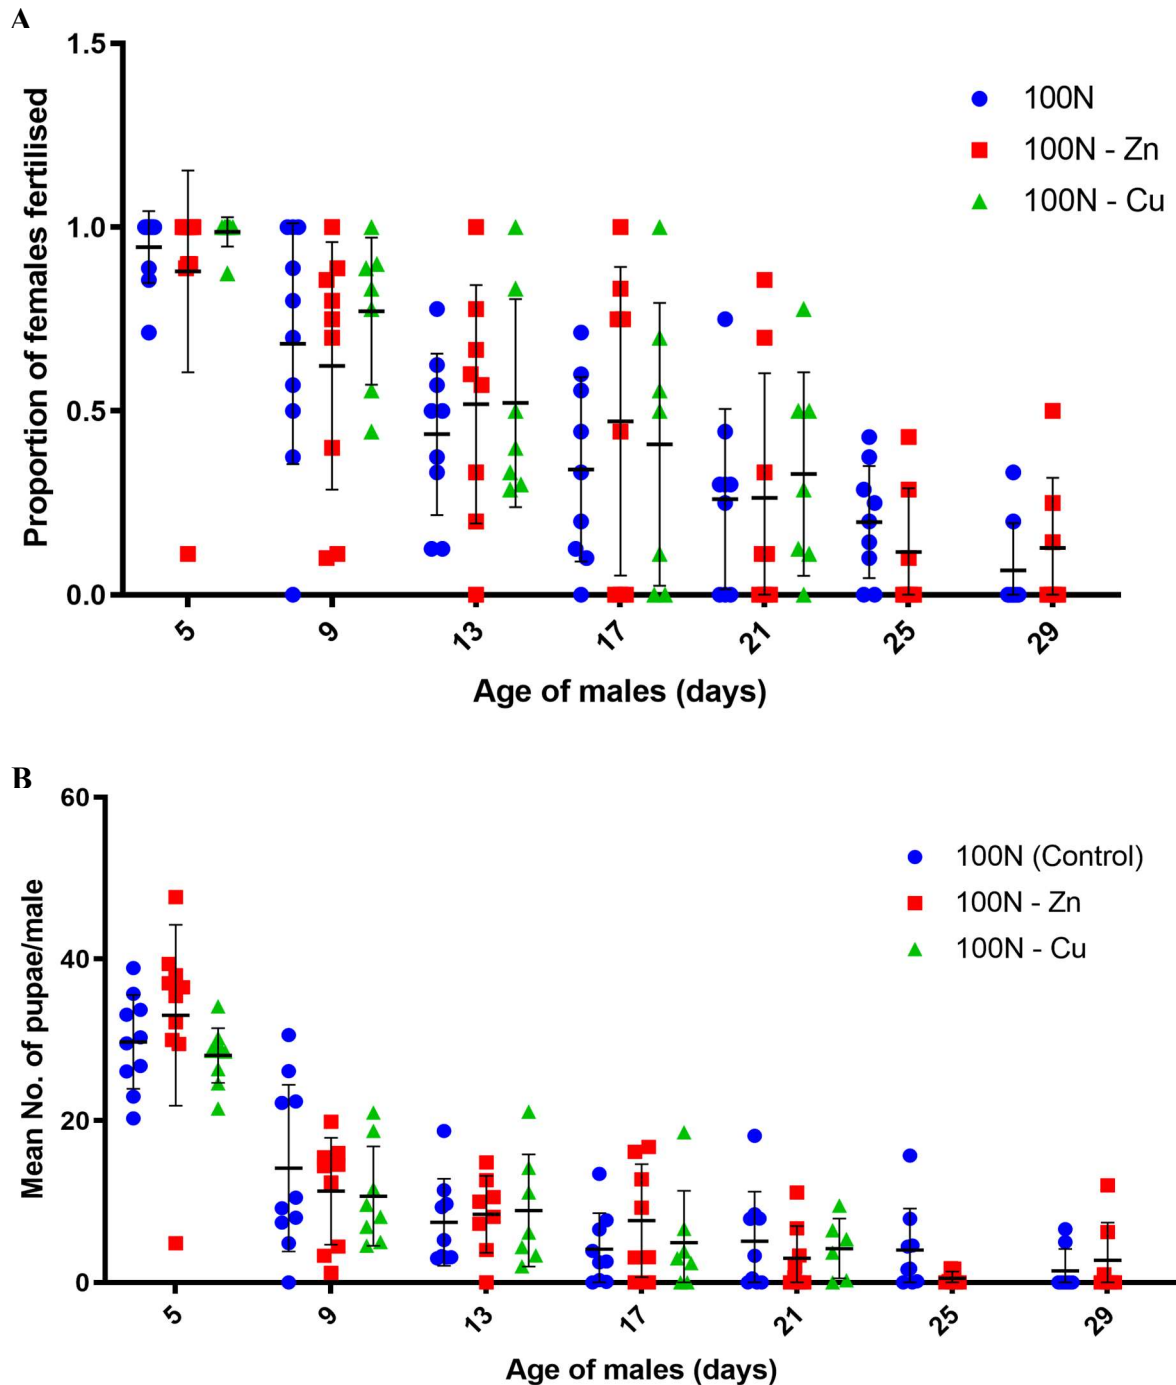 A
Proportion of females fertilised
1.5
1.0
0.5
0.0
100N
100N - Zn
100N - Cu
5 9 13 17 21 25 29
Age of males (days)
B
Mean No. of pupae/male
60
40
20
0
100N (Control)
100N - Zn
100N - Cu
5 9 13 17 21 25 29
Age of males (days)